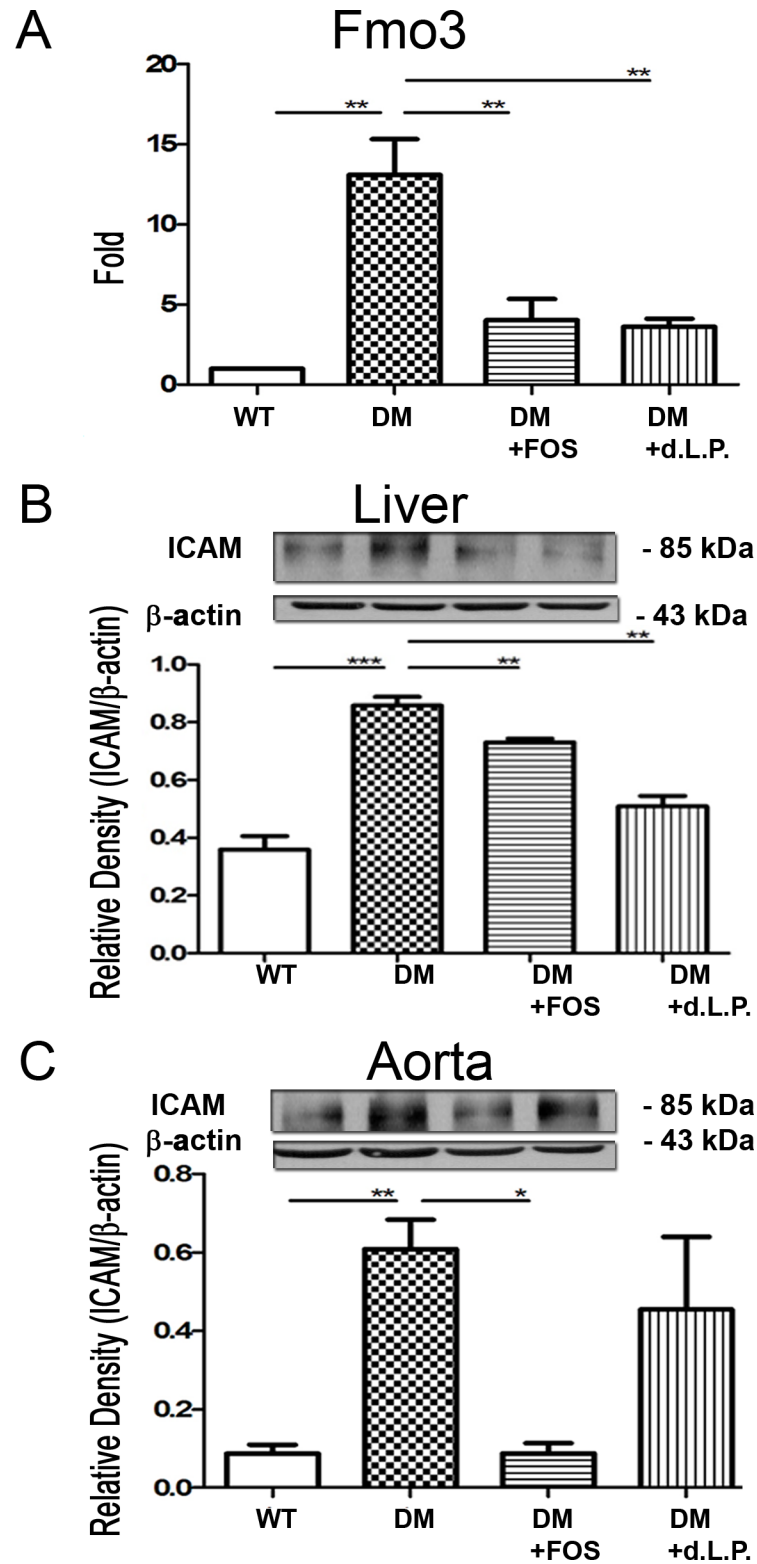 A
Fmo3
20
15
10
5
0
Fold
**
**
**
WT DM DM DM
+FOS +d.L.P.
B
Liver
ICAM - 85 kDa
β-actin - 43 kDa
Relative Density (ICAM/β-actin)
1.0
0.8
0.6
0.4
0.2
0.0
**
*** **
WT DM DM DM
+FOS +d.L.P.
C
Aorta
ICAM - 85 kDa
β-actin - 43 kDa
Relative Density (ICAM/β-actin)
0.8
0.6
0.4
0.2
0.0
** *
WT DM DM DM
+FOS +d.L.P.